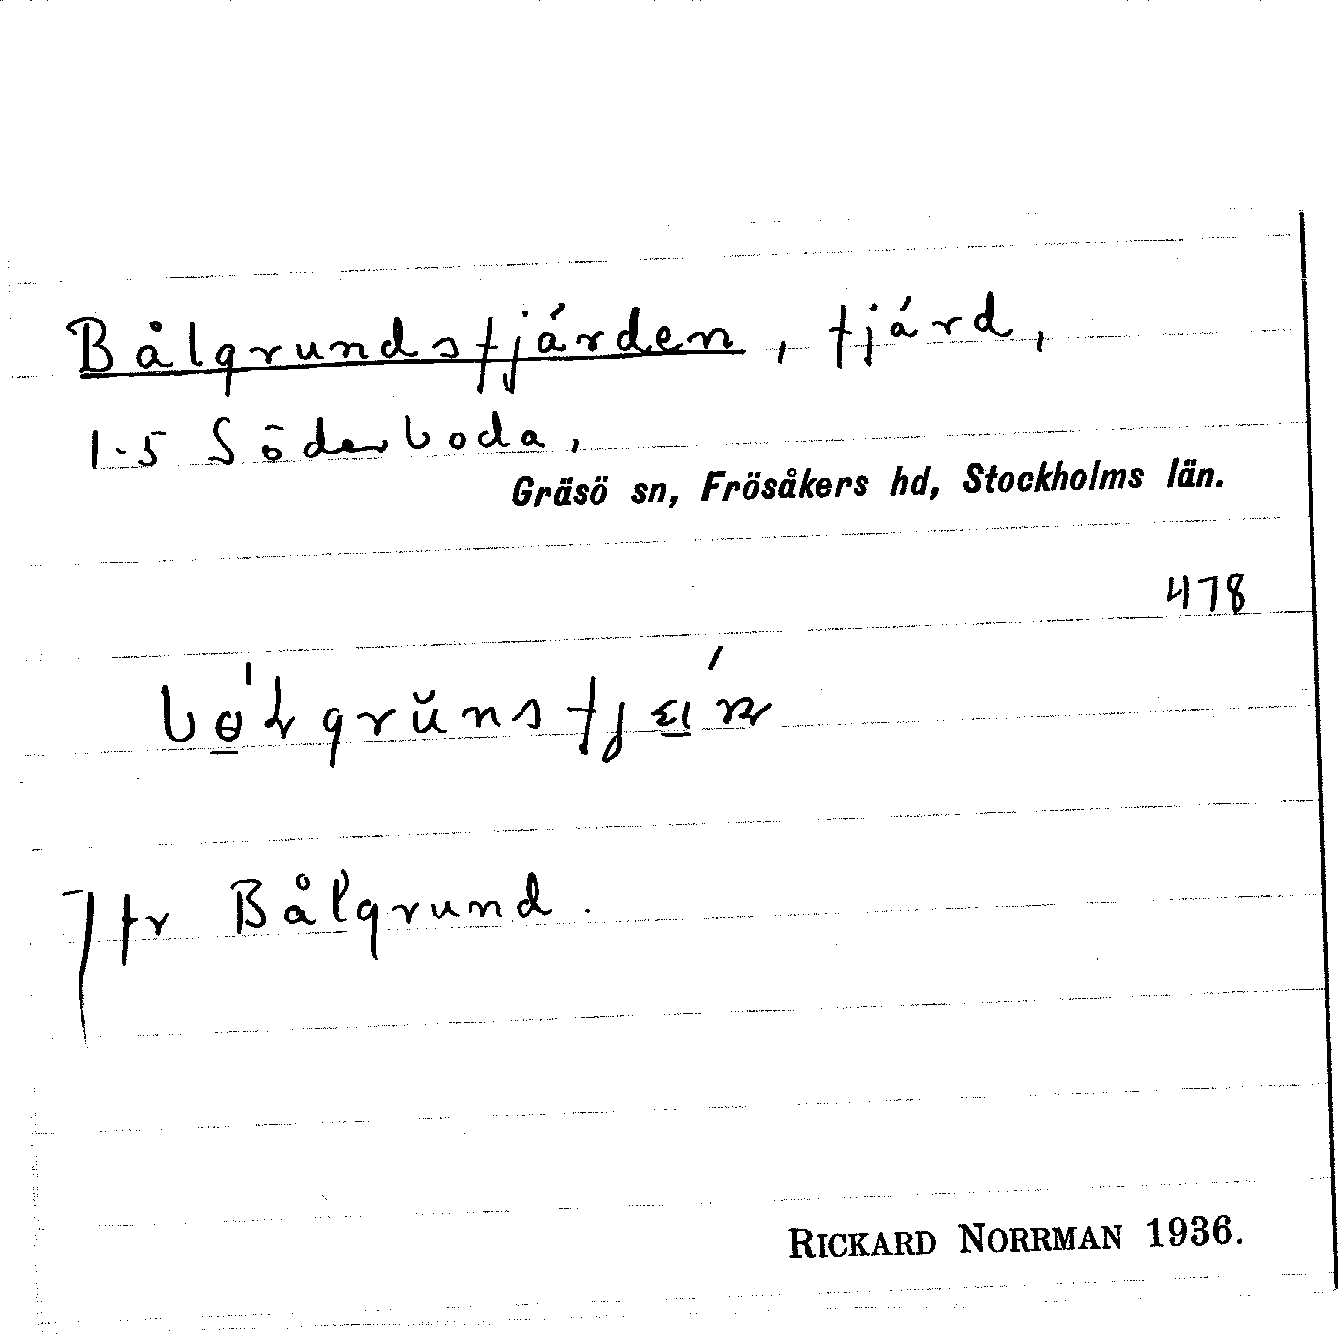 Bålgrundsfjärden, fjärd,
1-5 Söderboda,
Gräsö sn, Frösåkers hd, Stockholms län.
478
Jfr Bålgrund.
RICKARD NORRMAN 1936.